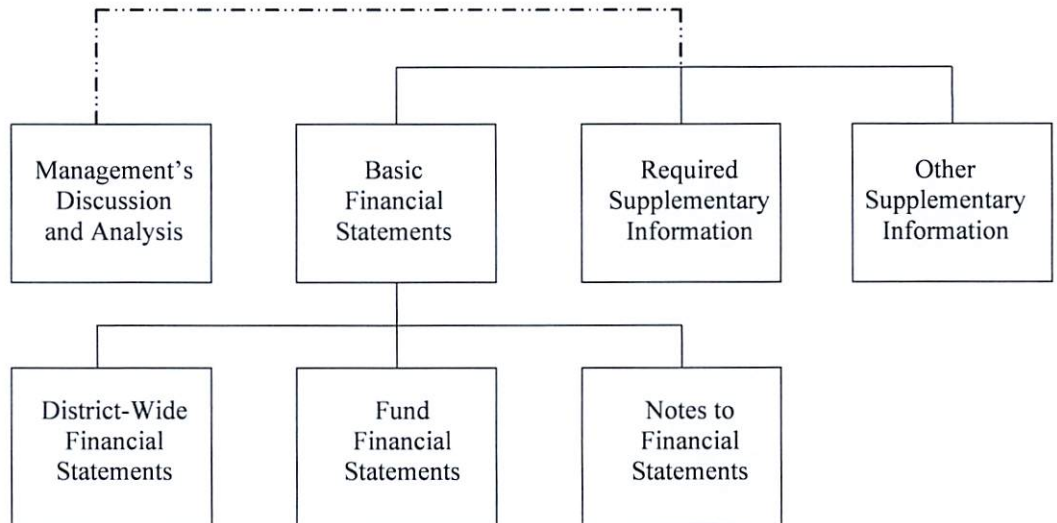 Management's
Discussion
and Analysis
Basic
Financial
Statements
Required
Supplementary
Information
Other
Supplementary
Information
District-Wide
Financial
Statements
Fund
Financial
Statements
Notes to
Financial
Statements